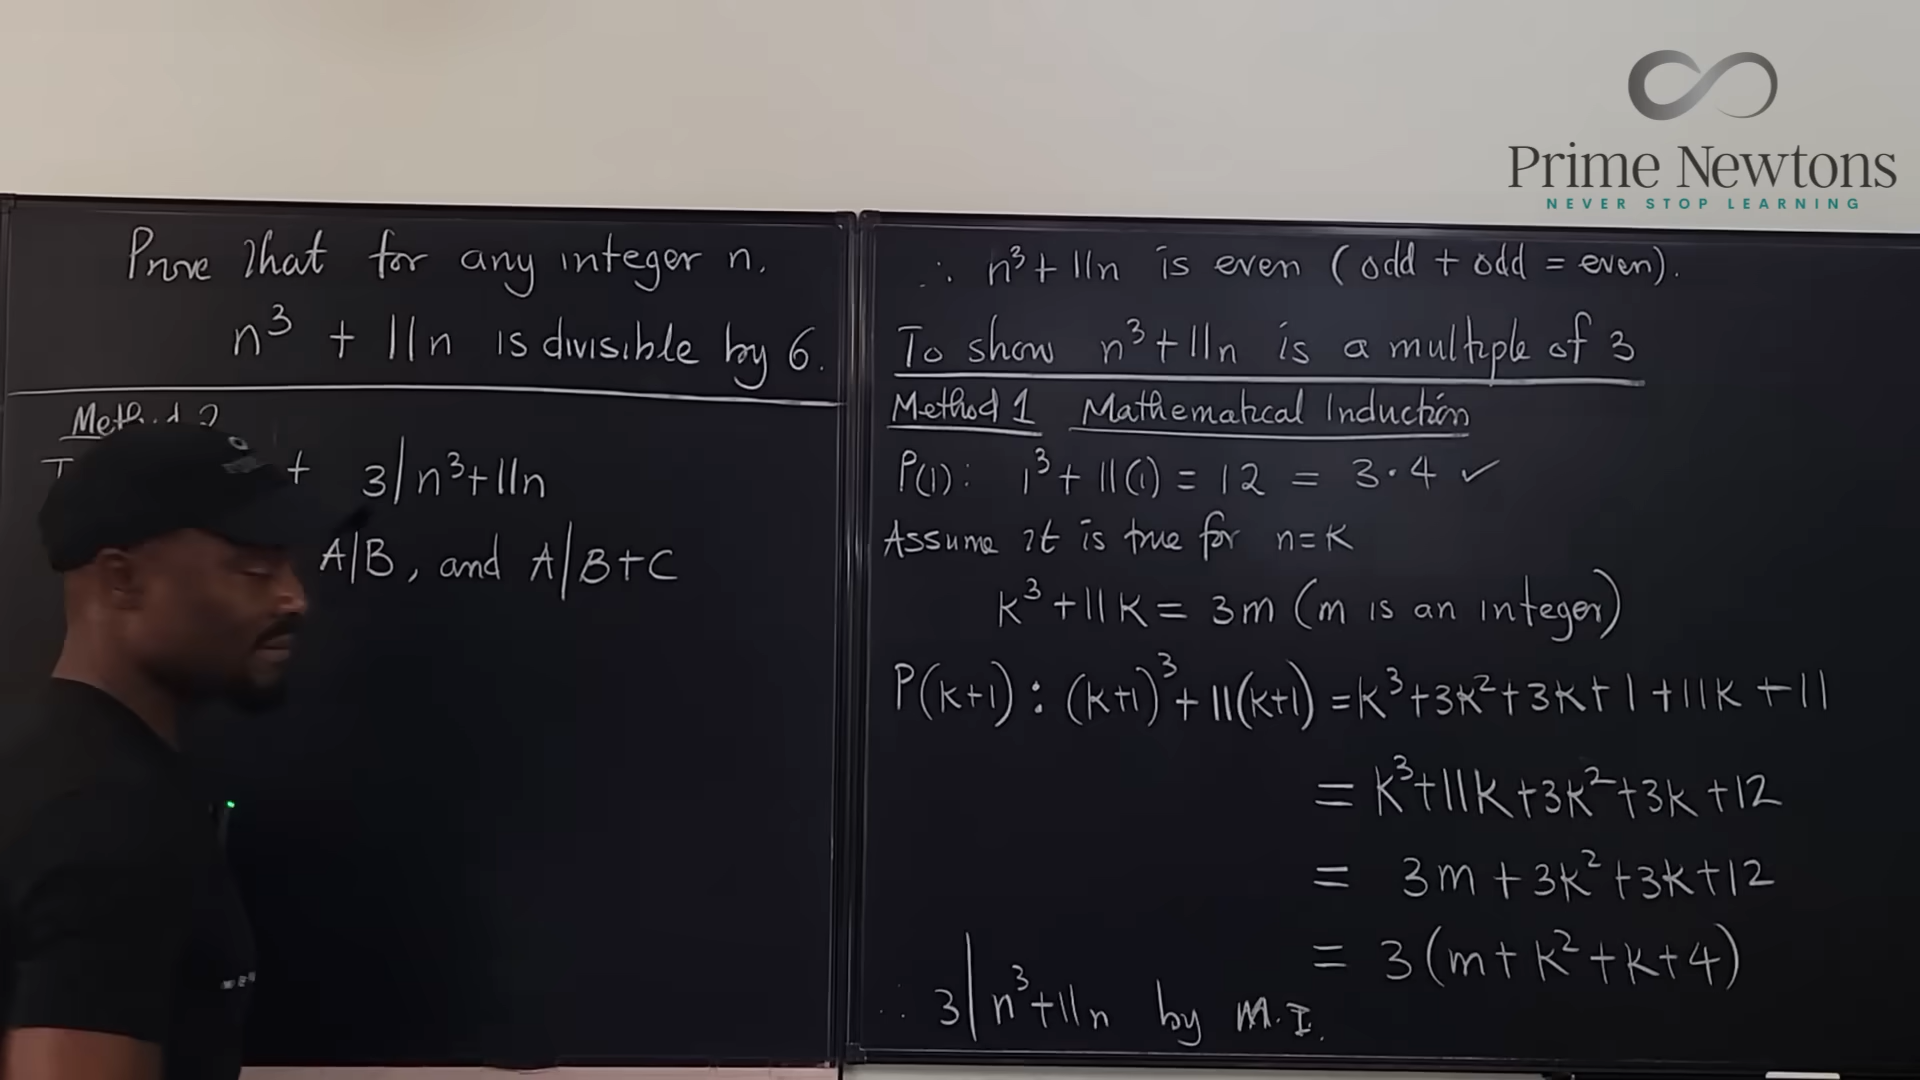 Prime Newtons
NEVER STOP LEARNING
Prove that for any integer n,
n³ + 11n is divisible by 6.
3|n³+11n
A|B, and A|B+C
∴ n³+11n is even (odd + odd = even).
To show n³+11n is a multiple of 3
Method 1 Mathematical Induction
P(1): 1³ + 11(1) = 12 = 3·4 ✓
Assume it is true for n=k
k³+11k = 3m (m is an integer)
P(k+1): (k+1)³+11(k+1) = k³+3k²+3k+1+11k+11
= k³+11k+3k²+3k+12
= 3m+3k²+3k+12
= 3(m+k²+k+4)
∴ 3|n³+11n by M.I.